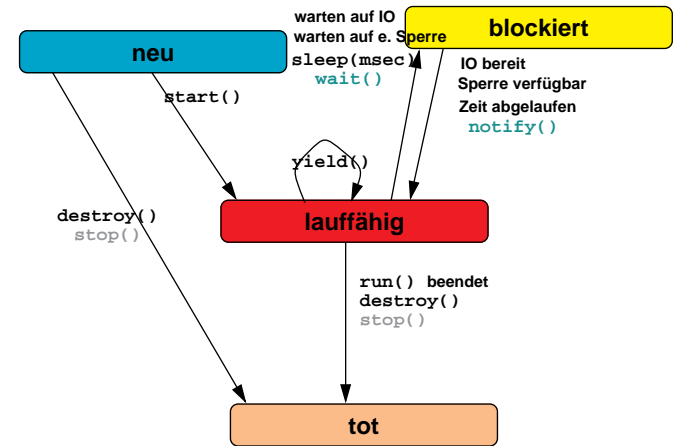 warten auf IO
warten auf e. Sperre
sleep(msec)
wait()
blockiert
neu
IO bereit
Sperre verfügbar
Zeit abgelaufen
notify()
start()
yield()
lauffähig
destroy()
stop()
run() beendet
destroy()
stop()
tot